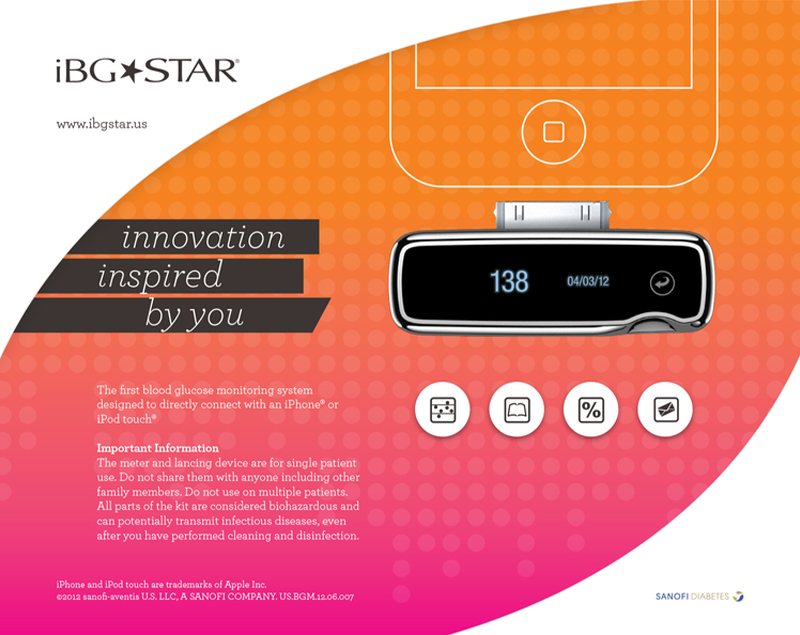 iBG★STAR®
www.ibgstar.us
innovation
inspired
by you
138 04/03/12
%
The first blood glucose monitoring system
designed to directly connect with an iPhone® or
iPod touch®
Important Information
The meter and lancing device are for single patient
use. Do not share them with anyone including other
family members. Do not use on multiple patients.
All parts of the kit are considered biohazardous and
can potentially transmit infectious diseases, even
after you have performed cleaning and disinfection.
iPhone and iPod touch are trademarks of Apple Inc.
©2012 sanofi-aventis U.S. LLC, A SANOFI COMPANY. US.BGM.12.06.007
SANOFI DIABETES